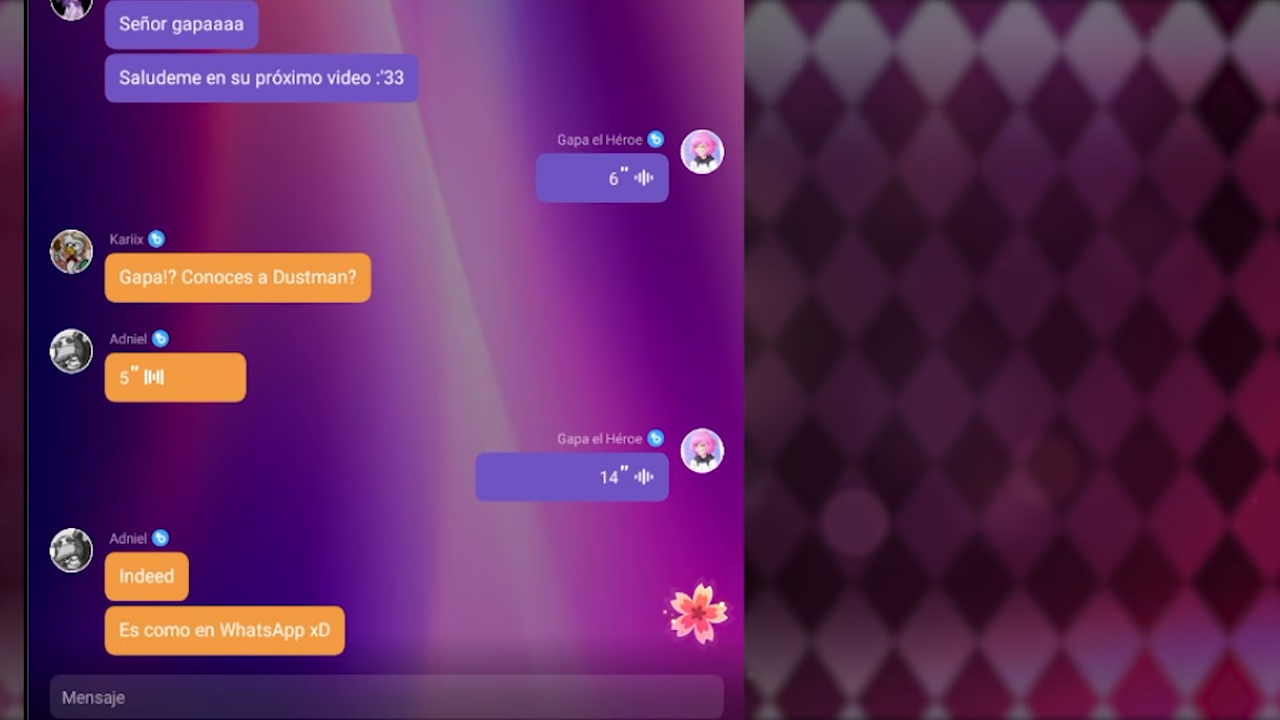 Señor gapaaaa
Saludeme en su próximo video :'33
Gapa el Héroe
6"
Kariix
Gapa!? Conoces a Dustman?
Adniel
5"
Gapa el Héroe
14"
Adniel
Indeed
Es como en WhatsApp xD
Mensaje